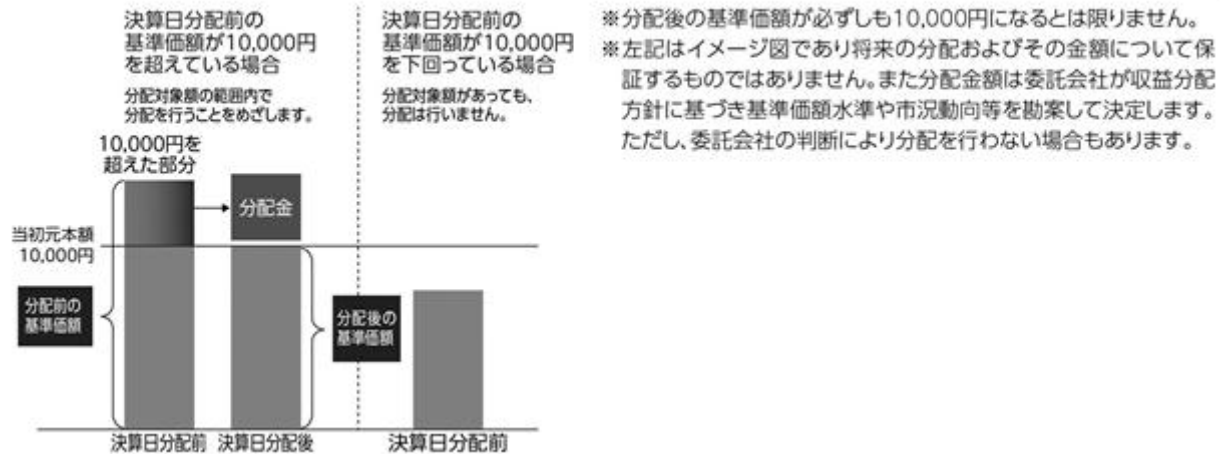 決算日分配前の
基準価額が10,000円
を超えている場合
分配対象額の範囲内で
分配を行うことをめざします。
10,000円を
超えた部分
分配金
当初元本額
10,000円
分配前の
基準価額
決算日分配前
決算日分配後
決算日分配前の
基準価額が10,000円
を下回っている場合
分配対象額があっても、
分配は行いません。
分配後の
基準価額
決算日分配前
※分配後の基準価額が必ずしも10,000円になるとは限りません。
※左記はイメージ図であり将来の分配およびその金額について保
証するものではありません。また分配金額は委託会社が収益分配
方針に基づき基準価額水準や市況動向等を勘案して決定します。
ただし、委託会社の判断により分配を行わない場合もあります。